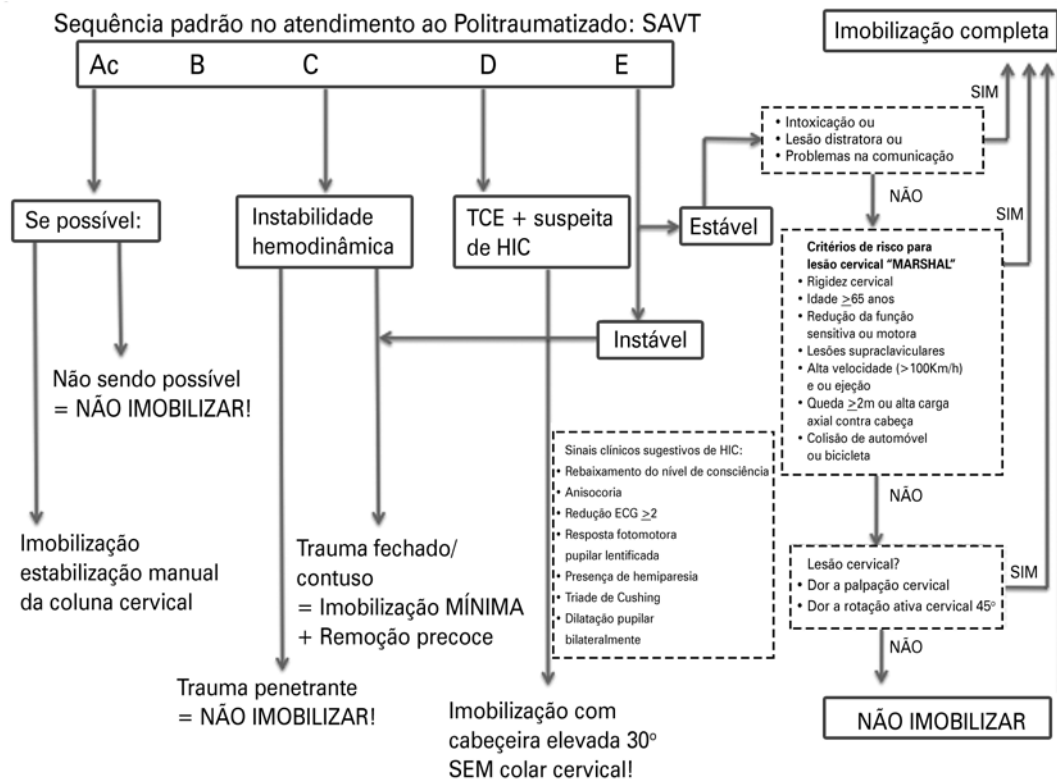 Sequência padrão no atendimento ao Politraumatizado: SAVT
Ac B C D E
Imobilização completa
SIM
• Intoxicação ou
• Lesão distratora ou
• Problemas na comunicação
NÃO
SIM
Se possível:
Instabilidade
hemodinâmica
TCE + suspeita
de HIC
Estável
Instável
Critérios de risco para
lesão cervical “MARSHAL”
• Rigidez cervical
• Idade ≥65 anos
• Redução da função
sensitiva ou motora
• Lesões supraclaviculares
• Alta velocidade (>100Km/h)
e ou ejeção
• Queda ≥2m ou alta carga
axial contra cabeça
• Colisão de automóvel
ou bicicleta
NÃO
Não sendo possível
= NÃO IMOBILIZAR!
Sinais clínicos sugestivos de HIC:
• Rebaixamento do nível de consciência
• Anisocoria
• Redução ECG ≥2
• Resposta fotomotora
pupilar lentificada
• Presença de hemiparesia
• Triade de Cushing
• Dilatação pupilar
bilateralmente
Imobilização
estabilização manual
da coluna cervical
Trauma fechado/
contuso
= Imobilização MÍNIMA
+ Remoção precoce
Lesão cervical?
• Dor a palpação cervical
• Dor a rotação ativa cervical 45º
SIM
NÃO
Trauma penetrante
= NÃO IMOBILIZAR!
Imobilização com
cabeçeira elevada 30º
SEM colar cervical!
NÃO IMOBILIZAR